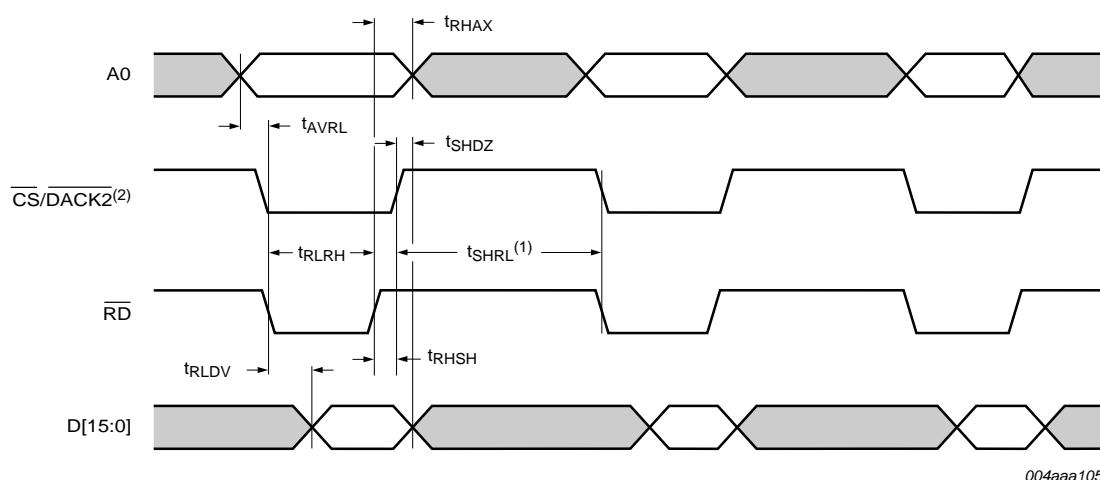 tRHAX
A0
tAVRL
tSHDZ
CS/DACK2(2)
tRLRH
tSHRL(1)
RD
tRLDV
tRHSH
D[15:0]
004aaa105